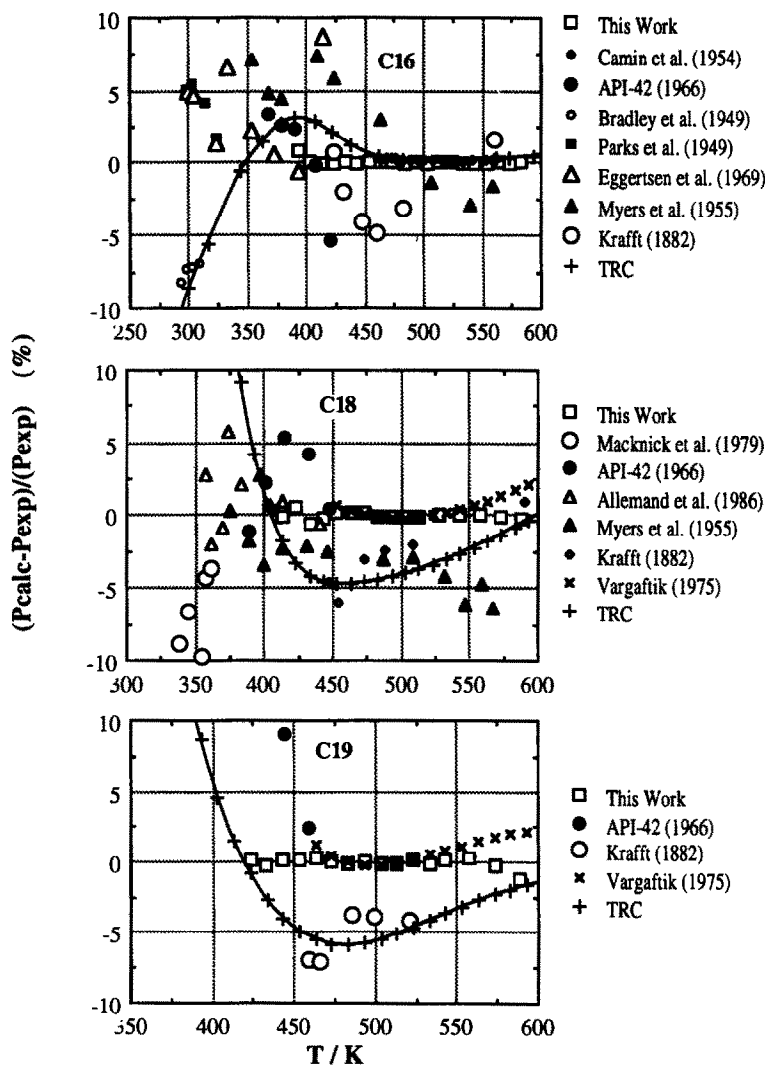 (Pcalc-Pexp)/(Pexp) (%)
C16
10
5
0
-5
-10
250 300 350 400 450 500 550 600
This Work
Camin et al. (1954)
API-42 (1966)
Bradley et al. (1949)
Parks et al. (1949)
Eggertsen et al. (1969)
Myers et al. (1955)
Krafft (1882)
TRC
C18
10
5
0
-5
-10
300 350 400 450 500 550 600
This Work
Macknick et al. (1979)
API-42 (1966)
Allemand et al. (1986)
Myers et al. (1955)
Krafft (1882)
Vargaftik (1975)
TRC
C19
10
5
0
-5
-10
350 400 450 500 550 600
This Work
API-42 (1966)
Krafft (1882)
Vargaftik (1975)
TRC
T / K